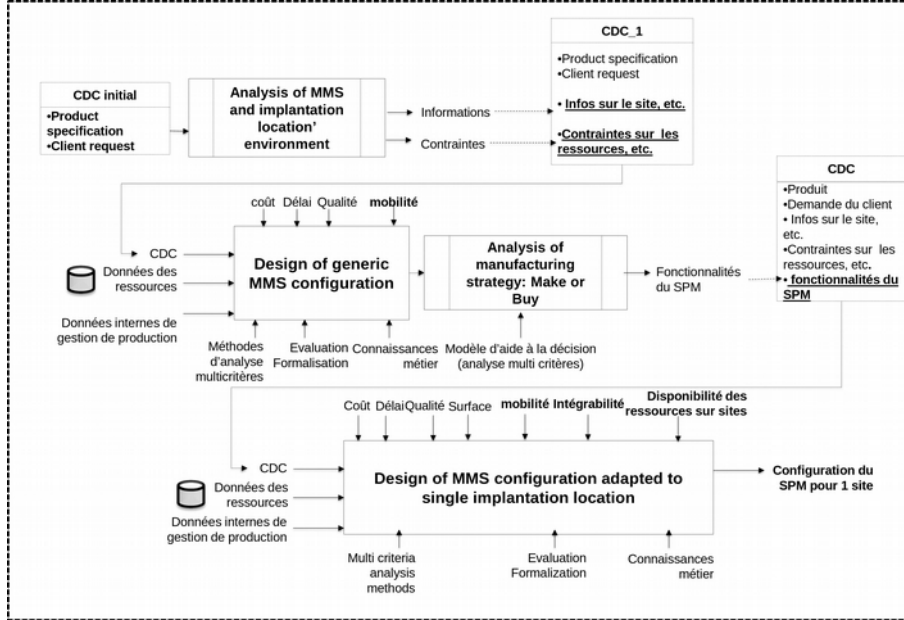 CDC_1
•Product specification
•Client request
• Infos sur le site, etc.
•Contraintes sur les
ressources, etc.
CDC initial
•Product
specification
•Client request
Analysis of MMS
and implantation
location’
environment
Informations
Contraintes
CDC
•Produit
•Demande du client
• Infos sur le site,
etc.
•Contraintes sur les
ressources, etc.
• fonctionnalités du
SPM
coût Délai Qualité mobilité
CDC
Données des
ressources
Données internes de
gestion de production
Design of generic
MMS configuration
Analysis of
manufacturing
strategy: Make or
Buy
Fonctionnalités
du SPM
Méthodes
d’analyse
multicritères
Evaluation
Formalisation
Connaissances
métier
Modèle d’aide à la décision
(analyse multi critères)
Coût Délai Qualité Surface mobilité Intégrabilité
Disponibilité des
ressources sur sites
CDC
Données des
ressources
Données internes de
gestion de production
Design of MMS configuration adapted to
single implantation location
Configuration du
SPM pour 1 site
Multi criteria
analysis
methods
Evaluation
Formalization
Connaissances
métier